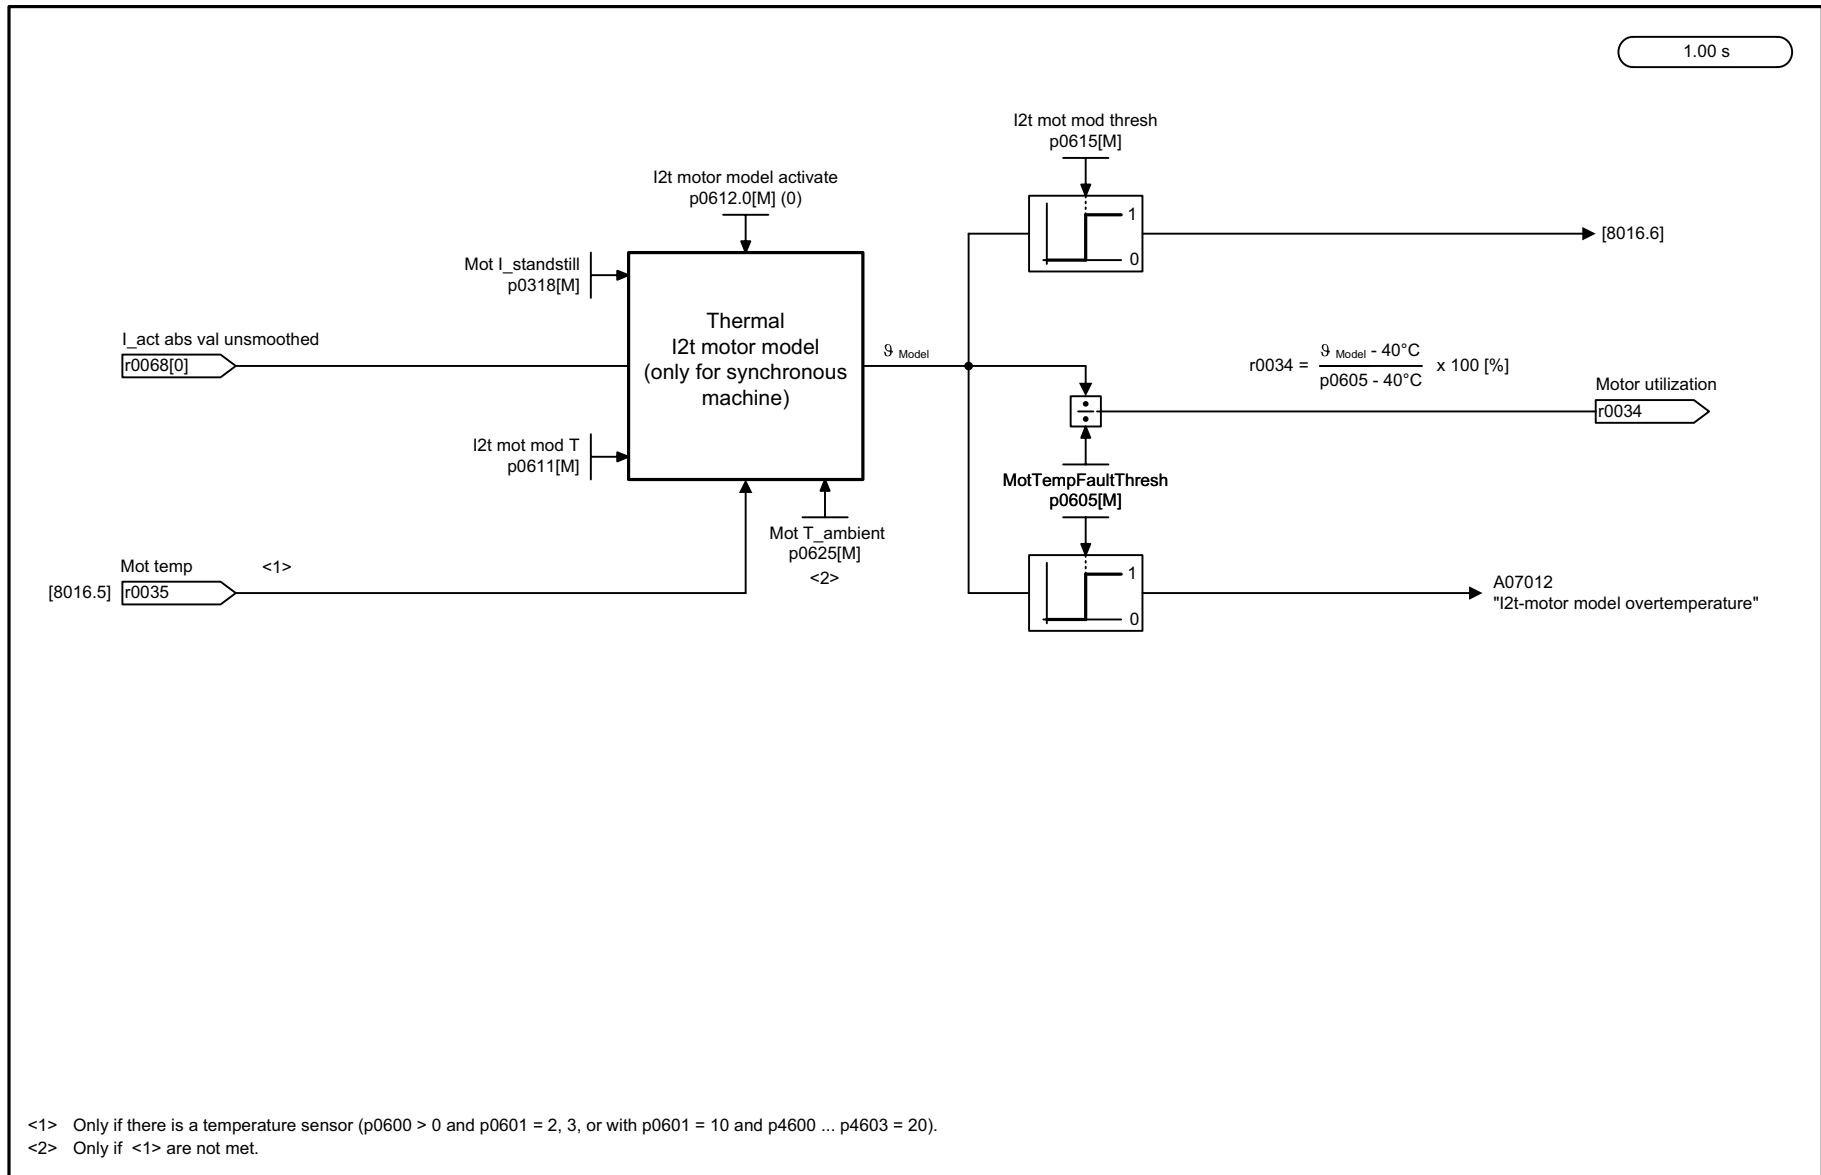 1.00 s
I2t mot mod thresh
p0615[M]
I2t motor model activate
p0612.0[M] (0)
1
0
[8016.6]
Mot I_standstill
p0318[M]
Thermal
I2t motor model
(only for synchronous
machine)
I_act abs val unsmoothed
r0068[0]
ϑ Model
r0034 = ϑ Model - 40°C / p0605 - 40°C x 100 [%]
Motor utilization
r0034
I2t mot mod T
p0611[M]
MotTempFaultThresh
p0605[M]
Mot T_ambient
p0625[M]
<2>
Mot temp
<1>
[8016.5] r0035
1
0
A07012
"I2t-motor model overtemperature"
<1> Only if there is a temperature sensor (p0600 > 0 and p0601 = 2, 3, or with p0601 = 10 and p4600 ... p4603 = 20).
<2> Only if <1> are not met.